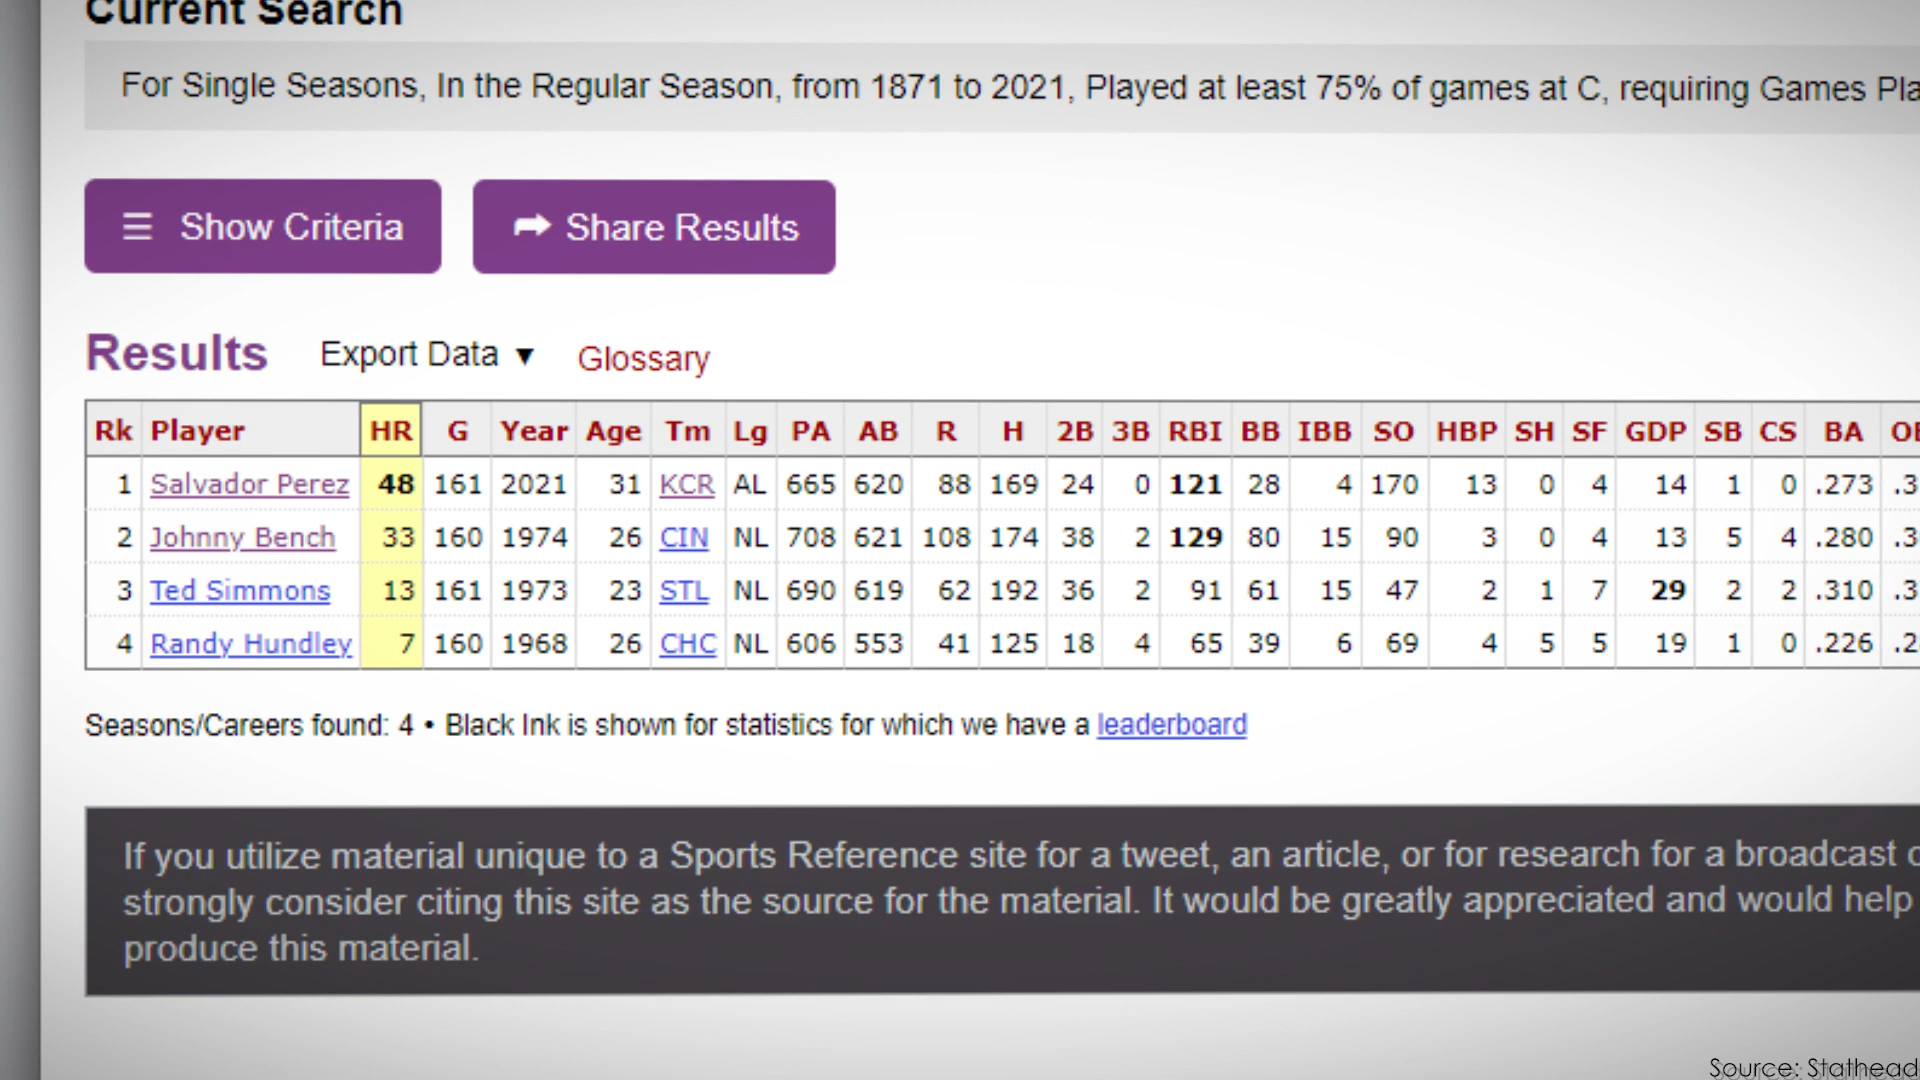 Current Search
For Single Seasons, In the Regular Season, from 1871 to 2021, Played at least 75% of games at C, requiring Games Pla
☰ Show Criteria Share Results
Results Export Data ▼ Glossary
Rk Player HR G Year Age Tm Lg PA AB R H 2B 3B RBI BB IBB SO HBP SH SF GDP SB CS BA
1 Salvador Perez 48 161 2021 31 KCR AL 665 620 88 169 24 0 121 28 4 170 13 0 4 14 1 0 .273 .3
2 Johnny Bench 33 160 1974 26 CIN NL 708 621 108 174 38 2 129 80 15 90 3 0 4 13 5 4 .280 .3
3 Ted Simmons 13 161 1973 23 STL NL 690 619 62 192 36 2 91 61 15 47 2 1 7 29 2 2 .310 .3
4 Randy Hundley 7 160 1968 26 CHC NL 606 553 41 125 18 4 65 39 6 69 4 5 5 19 1 0 .226 .2
Seasons/Careers found: 4 • Black Ink is shown for statistics for which we have a leaderboard
If you utilize material unique to a Sports Reference site for a tweet, an article, or for research for a broadcast
strongly consider citing this site as the source for the material. It would be greatly appreciated and would help
produce this material.
Source: Stathead